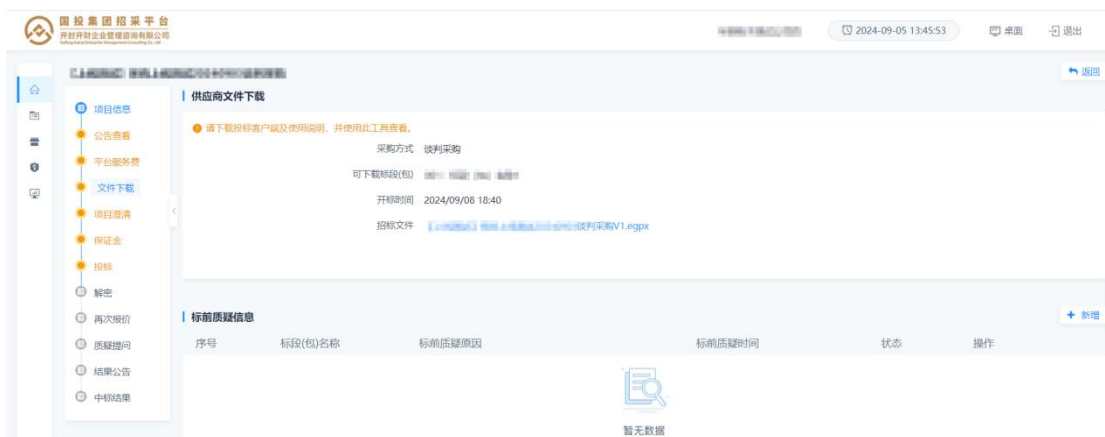 国投集团招采平台
开封开财企业管理咨询有限公司
2024-09-05 13:45:53
桌面
退出
返回
项目信息
公告查看
平台服务费
文件下载
项目澄清
保证金
投标
解密
再次报价
质疑提问
结果公告
中标结果
供应商文件下载
请下载投标客户端及使用说明，并使用此工具查看。
采购方式 谈判采购
可下载标段(包)
开标时间 2024/09/08 18:40
招标文件 谈判采购V1.egpx
标前质疑信息
+ 新增
序号 标段(包)名称 标前质疑原因 标前质疑时间 状态 操作
暂无数据